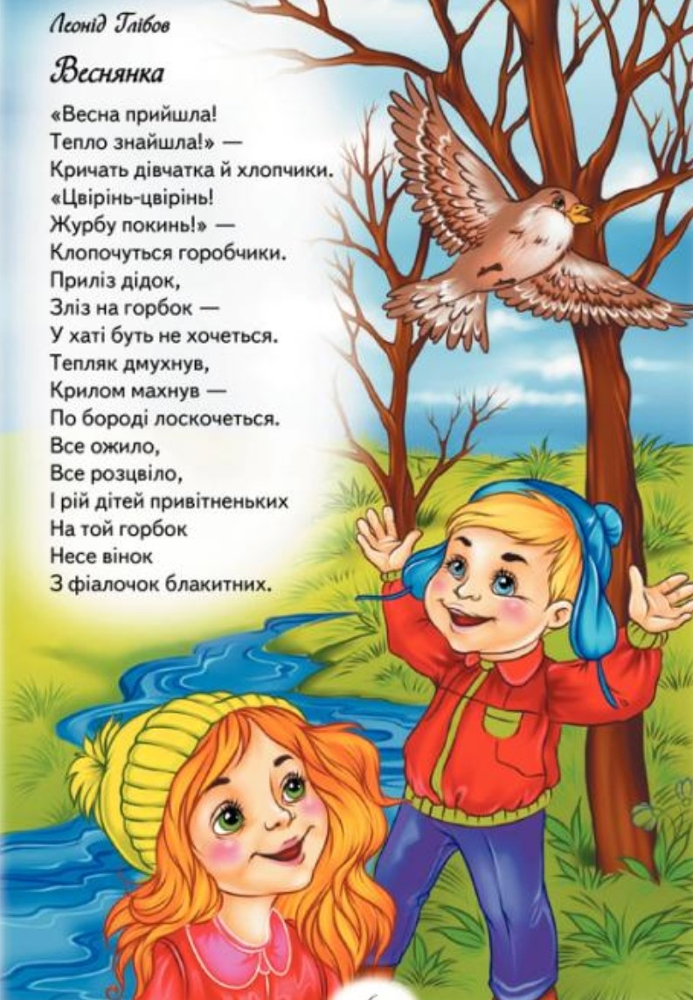 Леонід Глібов
Веснянка
«Весна прийшла!
Тепло знайшла!» —
Кричать дівчатка й хлопчики.
«Цвірінь-цвірінь!
Журбу покинь!» —
Клопочуться горобчики.
Приліз дідок,
Зліз на горбок —
У хаті буть не хочеться.
Тепляк дмухнув,
Крилом махнув —
По бороді лоскочеться.
Все ожило,
Все розцвіло,
І рій дітей привітненьких
На той горбок
Несе вінок
З фіалочок блакитних.